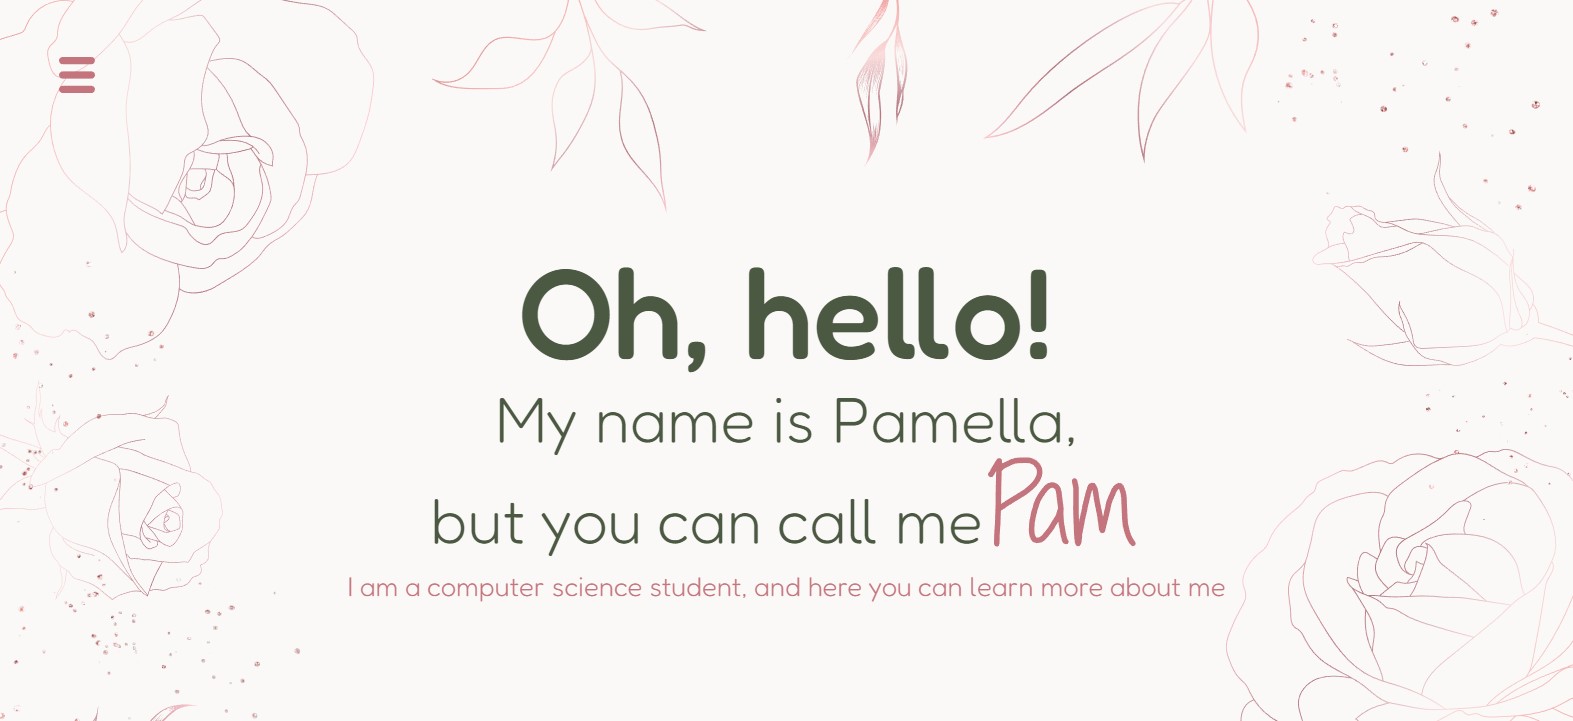 Oh, hello!
My name is Pamella,
but you can call me Pam
I am a computer science student, and here you can learn more about me